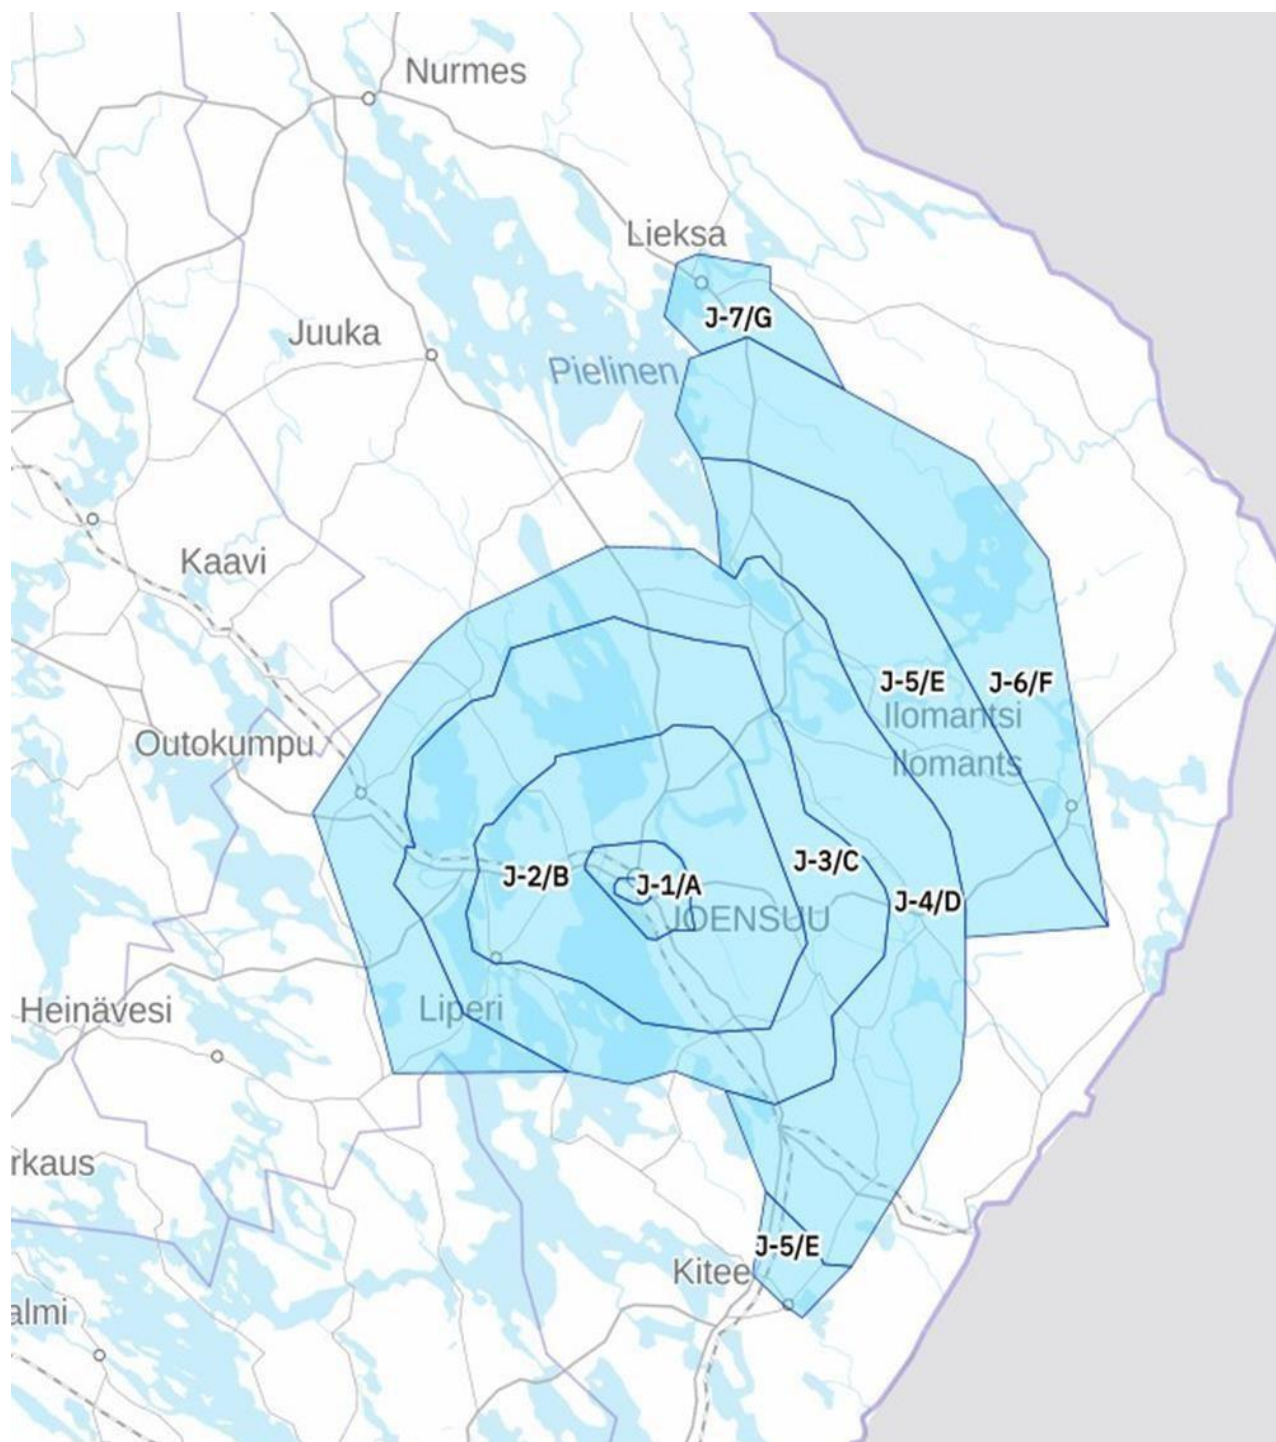 Nurmes
Lieksa
J-7/G
Juuka
Pielinen
Kaavi
J-5/E
J-6/F
Ilomantsi
Outokumpu
Ilomants
J-3/C
J-2/B
J-1/A
J-4/D
JOENSUU
Liperi
Heinävesi
rkaus
J-5/E
Kitee
almi